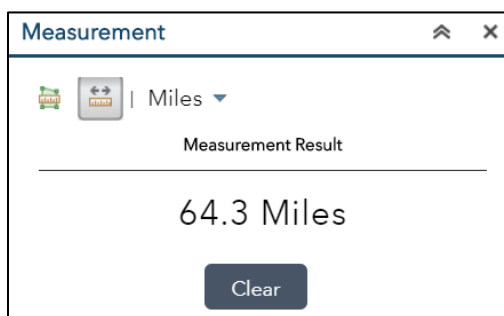 Measurement
| Miles
Measurement Result
64.3 Miles
Clear